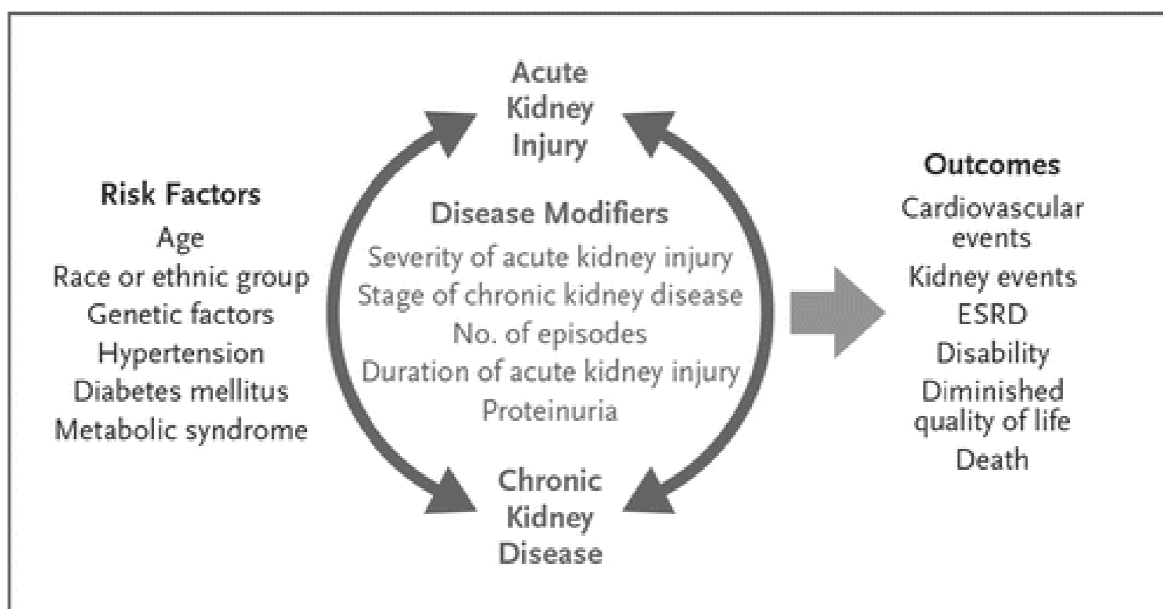 Acute
Kidney
Injury
Risk Factors
Age
Race or ethnic group
Genetic factors
Hypertension
Diabetes mellitus
Metabolic syndrome
Disease Modifiers
Severity of acute kidney injury
Stage of chronic kidney disease
No. of episodes
Duration of acute kidney injury
Proteinuria
Chronic
Kidney
Disease
Outcomes
Cardiovascular
events
Kidney events
ESRD
Disability
Diminished
quality of life
Death